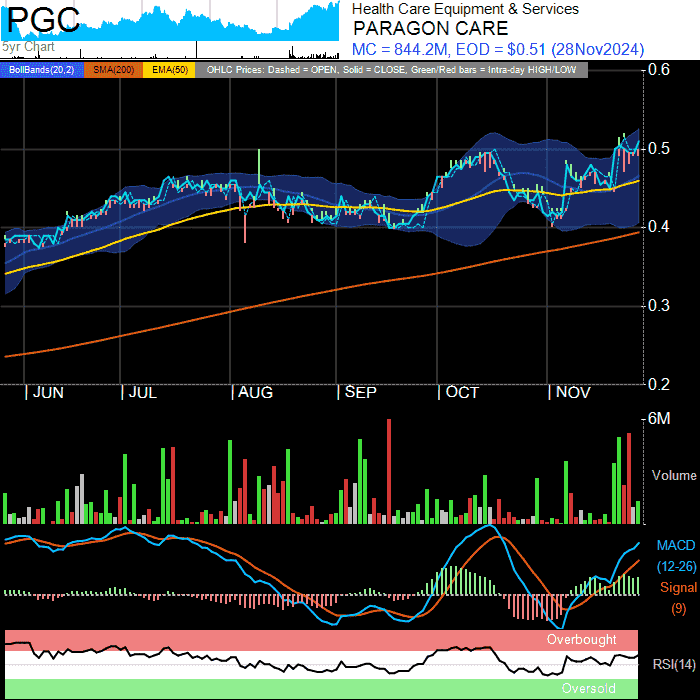 PGC
5yr Chart
Health Care Equipment & Services
PARAGON CARE
MC = 844.2M, EOD = $0.51 (28Nov2024)
BollBands(20,2) SMA(200) EMA(50) OHLC Prices: Dashed = OPEN, Solid = CLOSE, Green/Red bars = Intra-day HIGH/LOW
0.6
0.5
0.4
0.3
0.2
JUN JUL AUG SEP OCT NOV
6M
Volume
MACD
(12-26)
Signal
(9)
Overbought
RSI(14)
Oversold